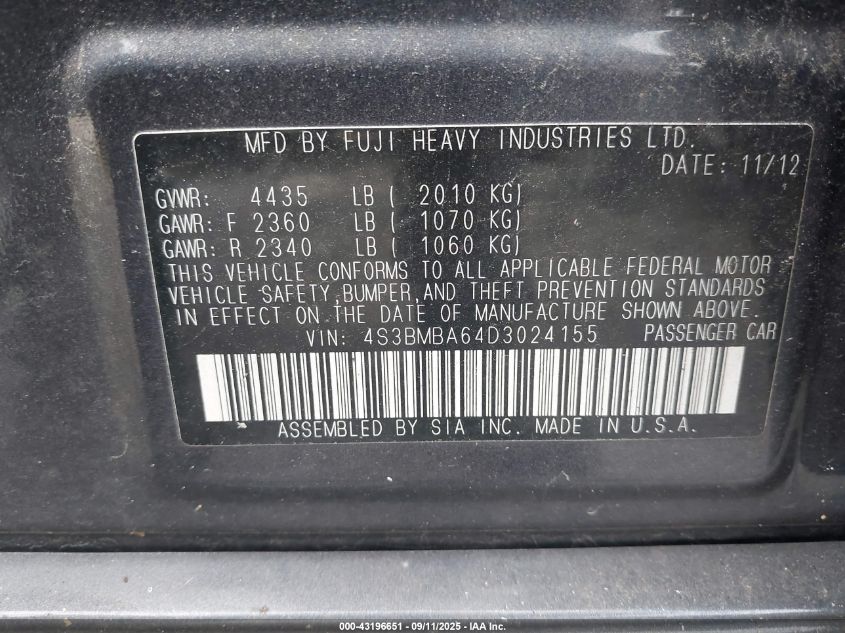 MFD BY FUJI HEAVY INDUSTRIES LTD.
DATE: 11/12
GVWR: 4435 LB ( 2010 KG)
GAWR: F 2360 LB ( 1070 KG)
GAWR: R 2340 LB ( 1060 KG)
THIS VEHICLE CONFORMS TO ALL APPLICABLE FEDERAL MOTOR
VEHICLE SAFETY,BUMPER,AND THEFT PREVENTION STANDARDS
IN EFFECT ON THE DATE OF MANUFACTURE SHOWN ABOVE.
VIN: 4S3BMBA64D3024155 PASSENGER CAR
ASSEMBLED BY SIA INC. MADE IN U.S.A.
000-43196651 - 09/11/2025 - IAA Inc.